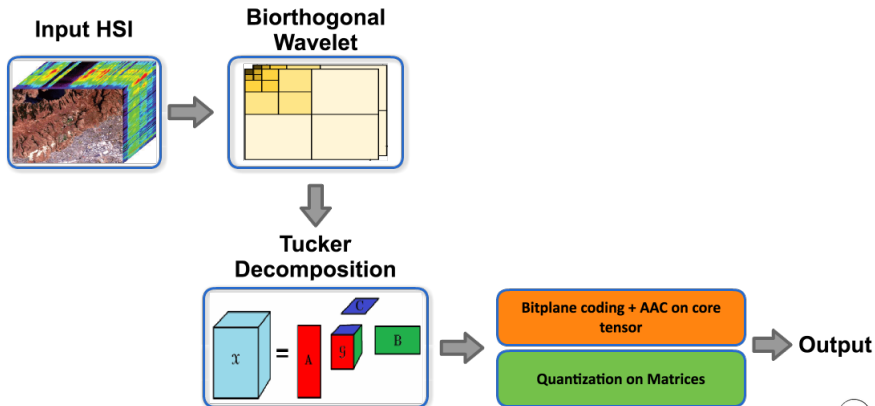 Input HSI
Biorthogonal
Wavelet
Tucker
Decomposition
x
=
A
g
C
B
Bitplane coding + AAC on core
tensor
Quantization on Matrices
Output